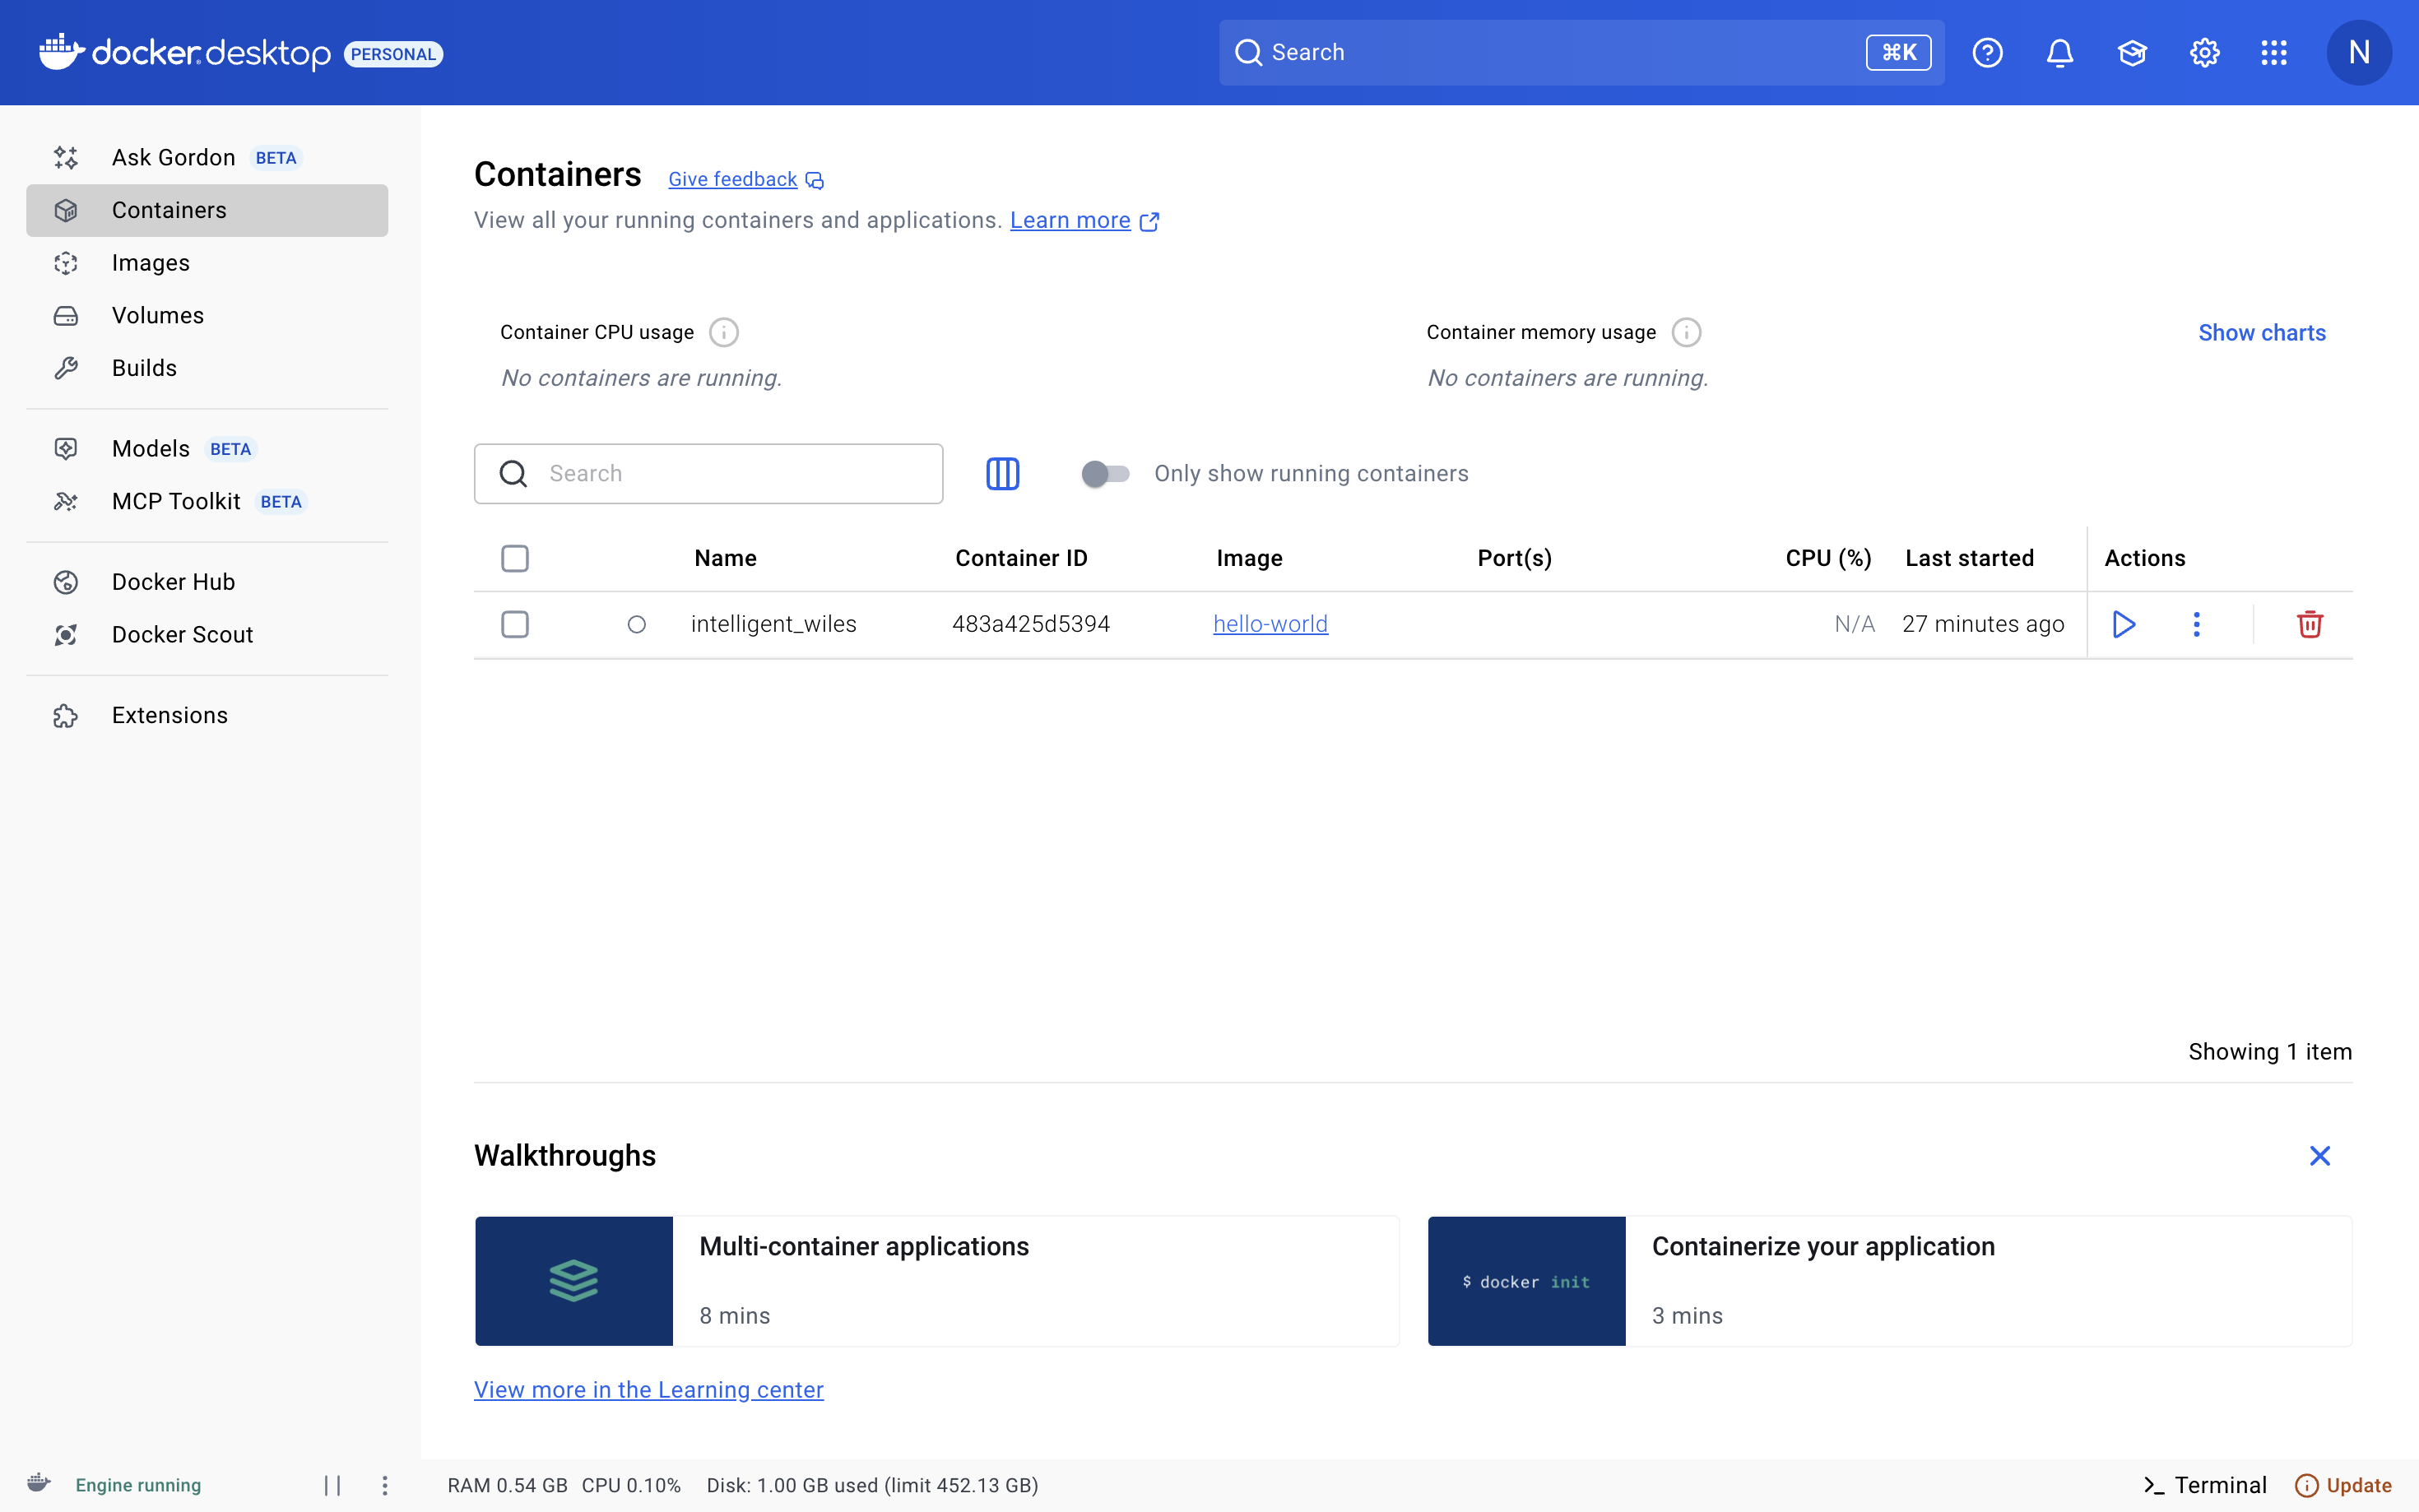 docker desktop PERSONAL
Search ⌘K
N
Ask Gordon BETA
Containers
Images
Volumes
Builds
Models BETA
MCP Toolkit BETA
Docker Hub
Docker Scout
Extensions
Containers Give feedback
View all your running containers and applications. Learn more
Container CPU usage
No containers are running.
Container memory usage
No containers are running.
Show charts
Search
Only show running containers
Name Container ID Image Port(s) CPU (%) Last started Actions
intelligent_wiles 483a425d5394 hello-world N/A 27 minutes ago
Showing 1 item
Walkthroughs
Multi-container applications
8 mins
$ docker init
Containerize your application
3 mins
View more in the Learning center
Engine running
RAM 0.54 GB CPU 0.10% Disk: 1.00 GB used (limit 452.13 GB)
Terminal
Update